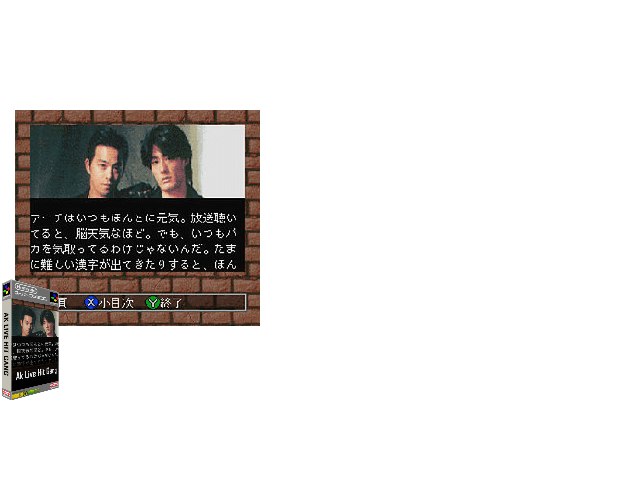 アーチはいつもほんとに元気。放送聴い
てると、脳天気なほど。でも、いつもバ
カを気取ってるわけじゃないんだ。たま
に難しい漢字が出てきたりすると、ほん
頁 X小目次 Y終了
AK LIVE HIT GANG
Ak Live Hit Gang